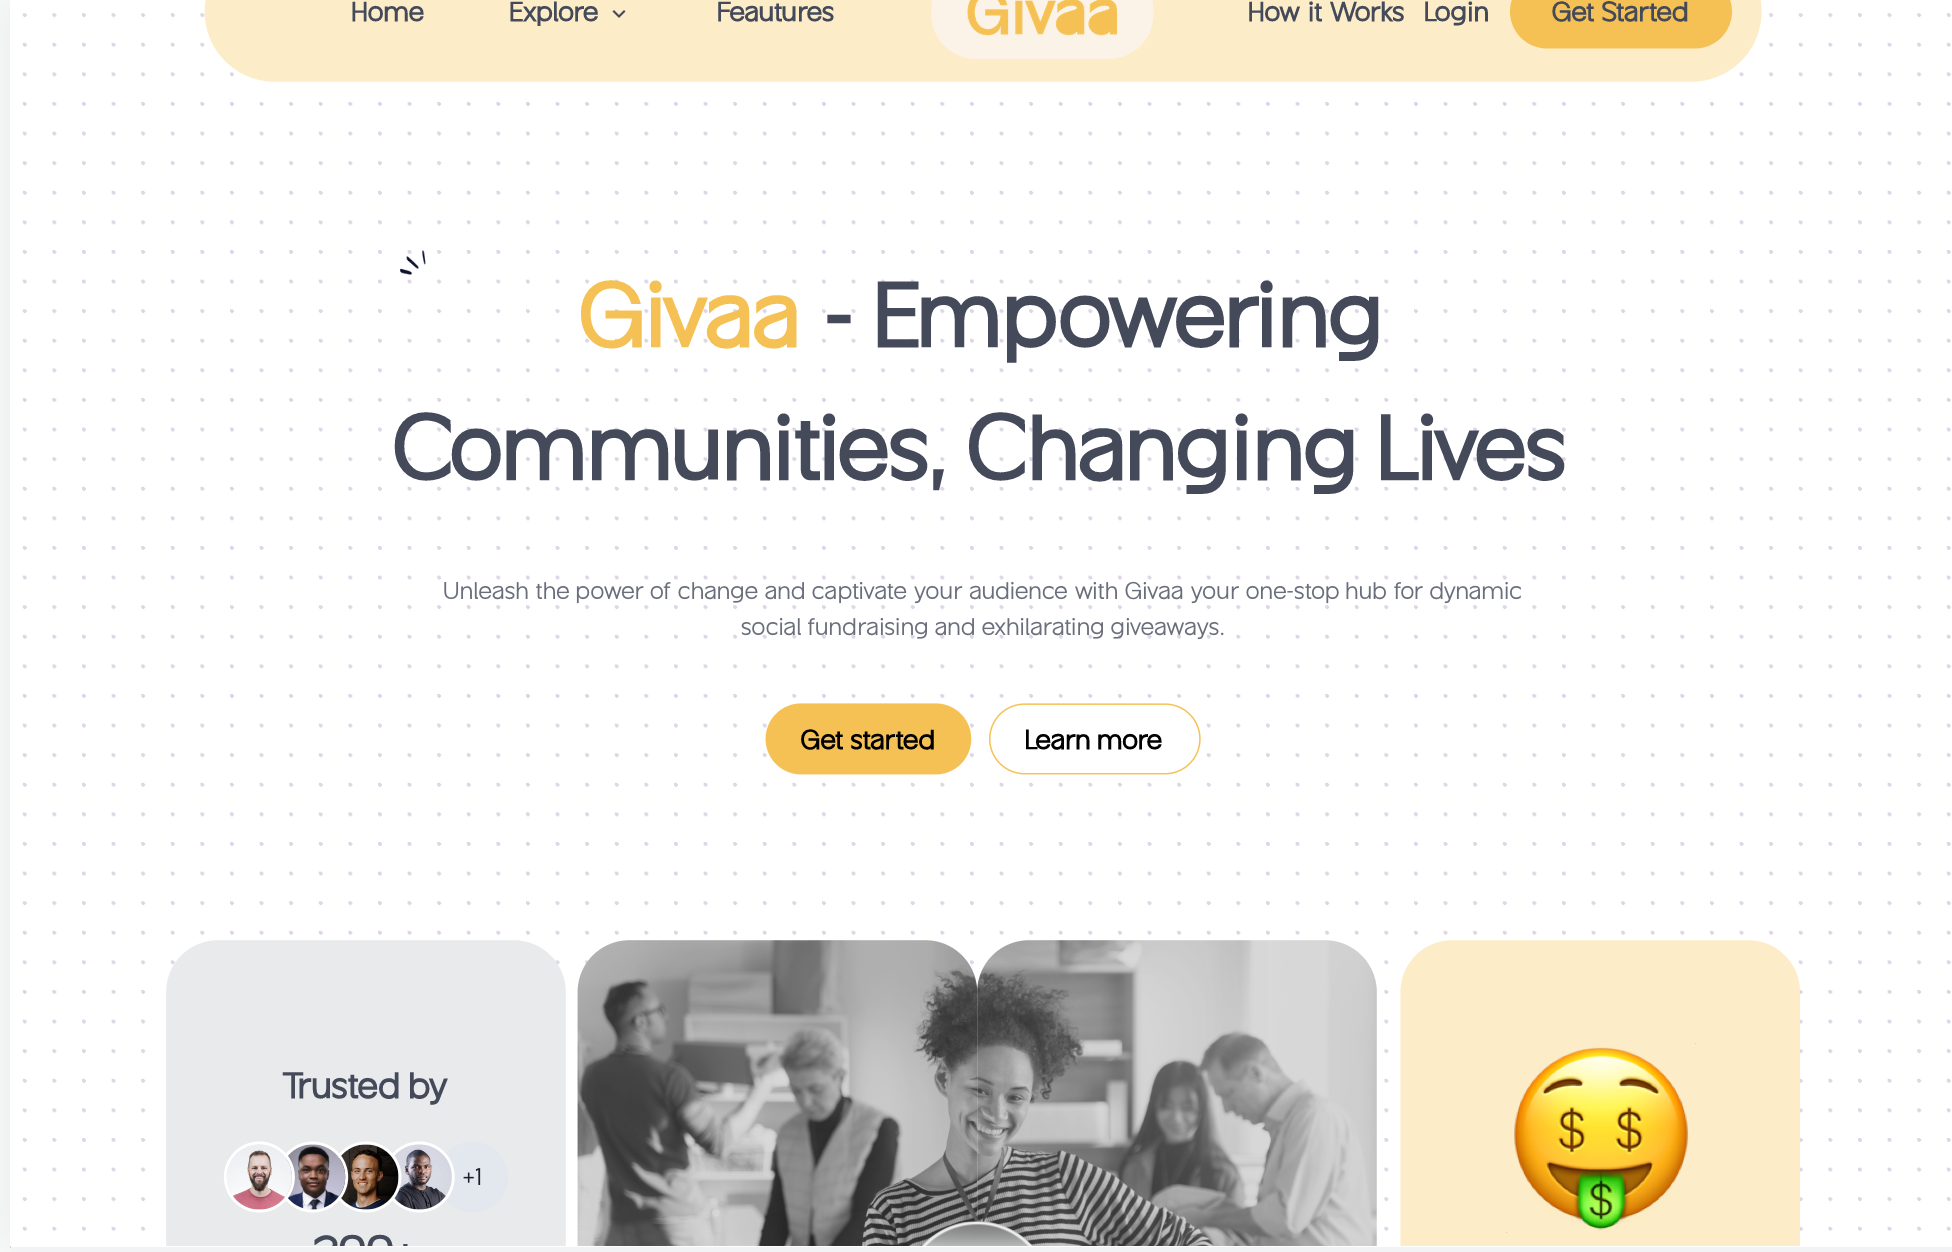 Home Explore Feautures Givaa How it Works Login Get Started
Givaa - Empowering
Communities, Changing Lives
Unleash the power of change and captivate your audience with Givaa your one-stop hub for dynamic
social fundraising and exhilarating giveaways.
Get started Learn more
Trusted by
+1
$ $
$